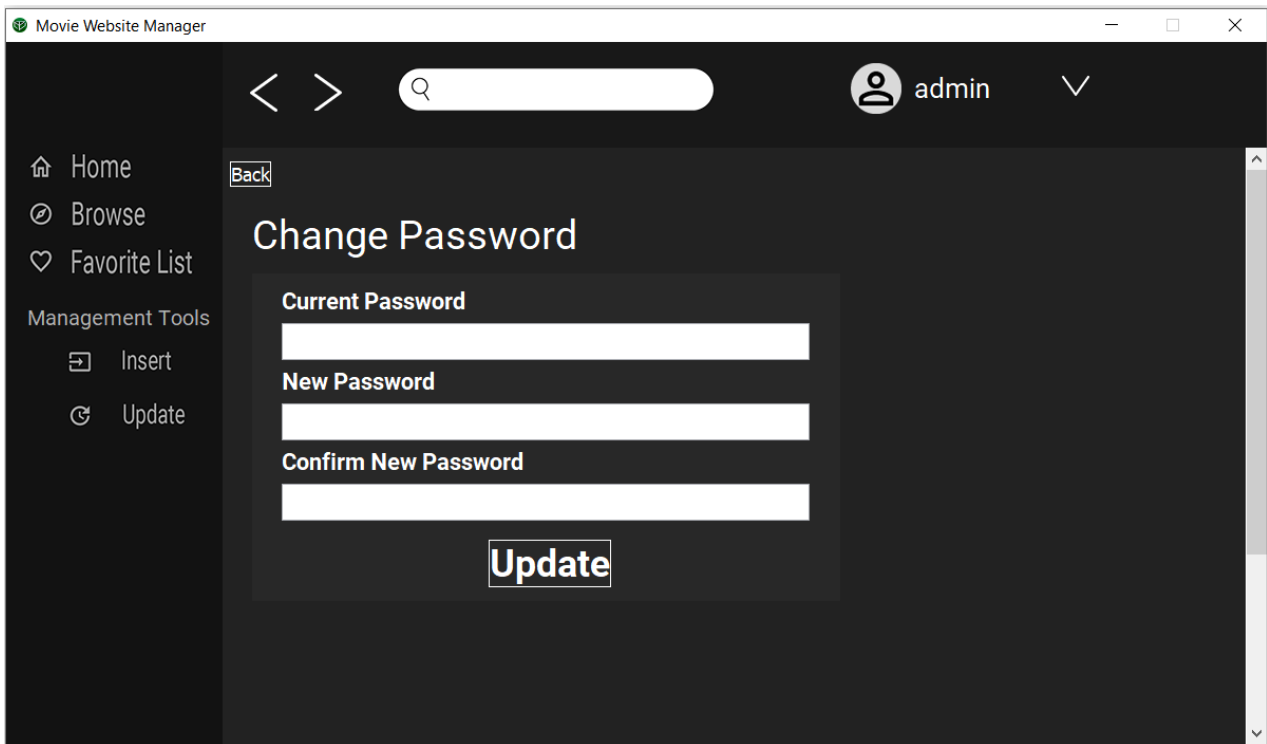 Movie Website Manager
admin
Home
Browse
Favorite List
Management Tools
Insert
Update
Back
Change Password
Current Password
New Password
Confirm New Password
Update